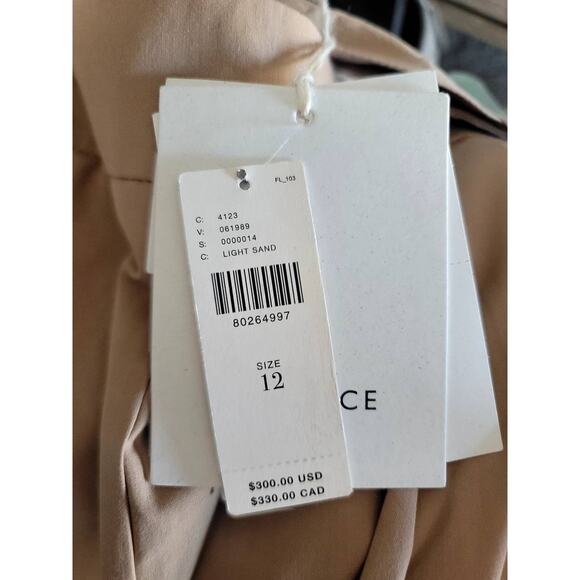 FL_103
C: 4123
V: 061989
S: 0000014
C: LIGHT SAND
80264997
SIZE
12
CE
$300.00 USD
$330.00 CAD